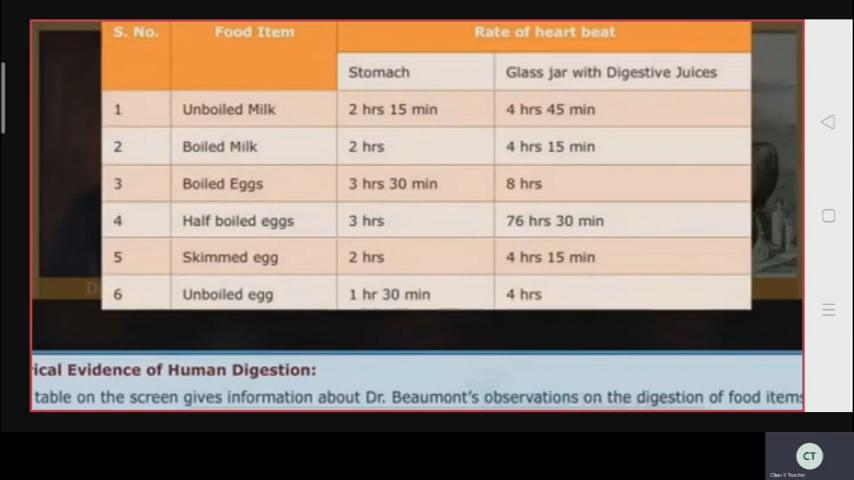 S. No. Food Item Rate of heart beat
Stomach Glass jar with Digestive Juices
1 Unboiled Milk 2 hrs 15 min 4 hrs 45 min
2 Boiled Milk 2 hrs 4 hrs 15 min
3 Boiled Eggs 3 hrs 30 min 8 hrs
4 Half boiled eggs 3 hrs 76 hrs 30 min
5 Skimmed egg 2 hrs 4 hrs 15 min
6 Unboiled egg 1 hr 30 min 4 hrs
D
rical Evidence of Human Digestion:
table on the screen gives information about Dr. Beaumont's observations on the digestion of food items
CT
Class V Teacher